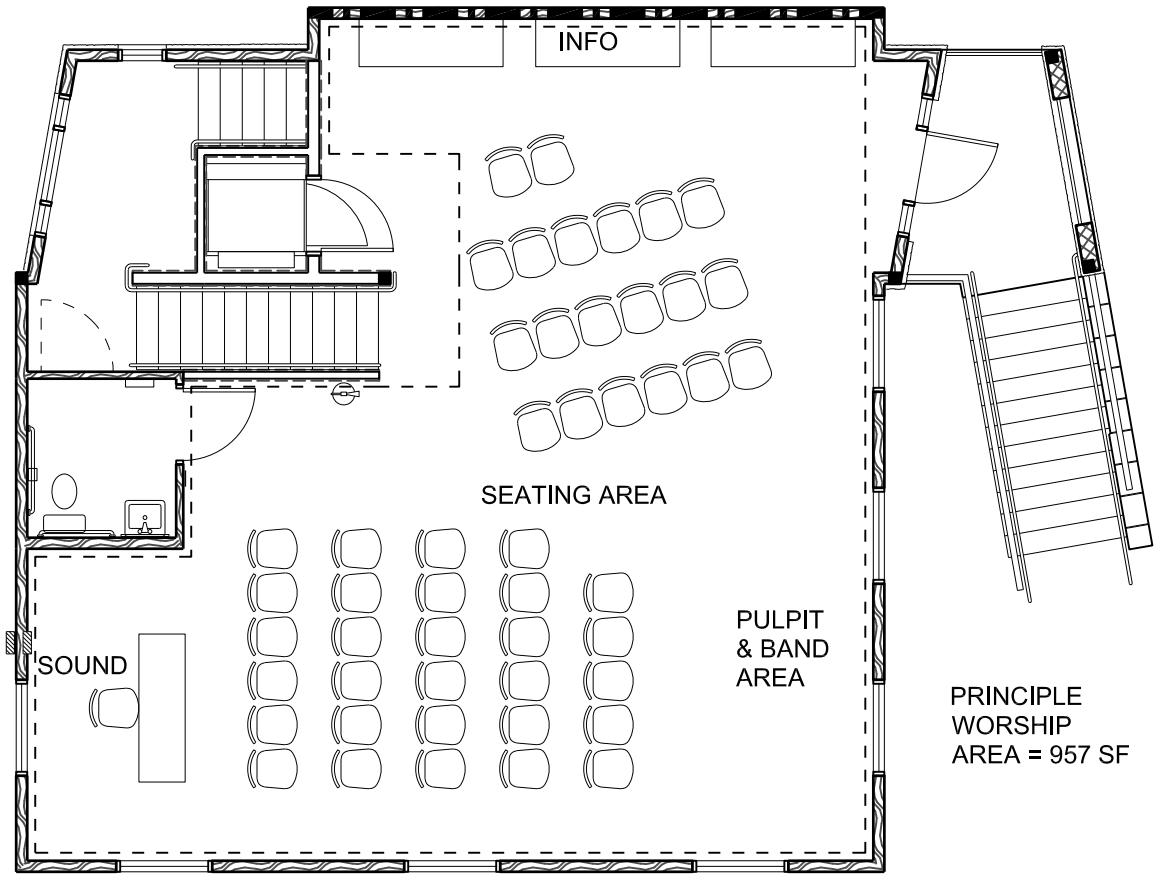 INFO
SEATING AREA
PULPIT
& BAND
AREA
SOUND
PRINCIPLE
WORSHIP
AREA = 957 SF